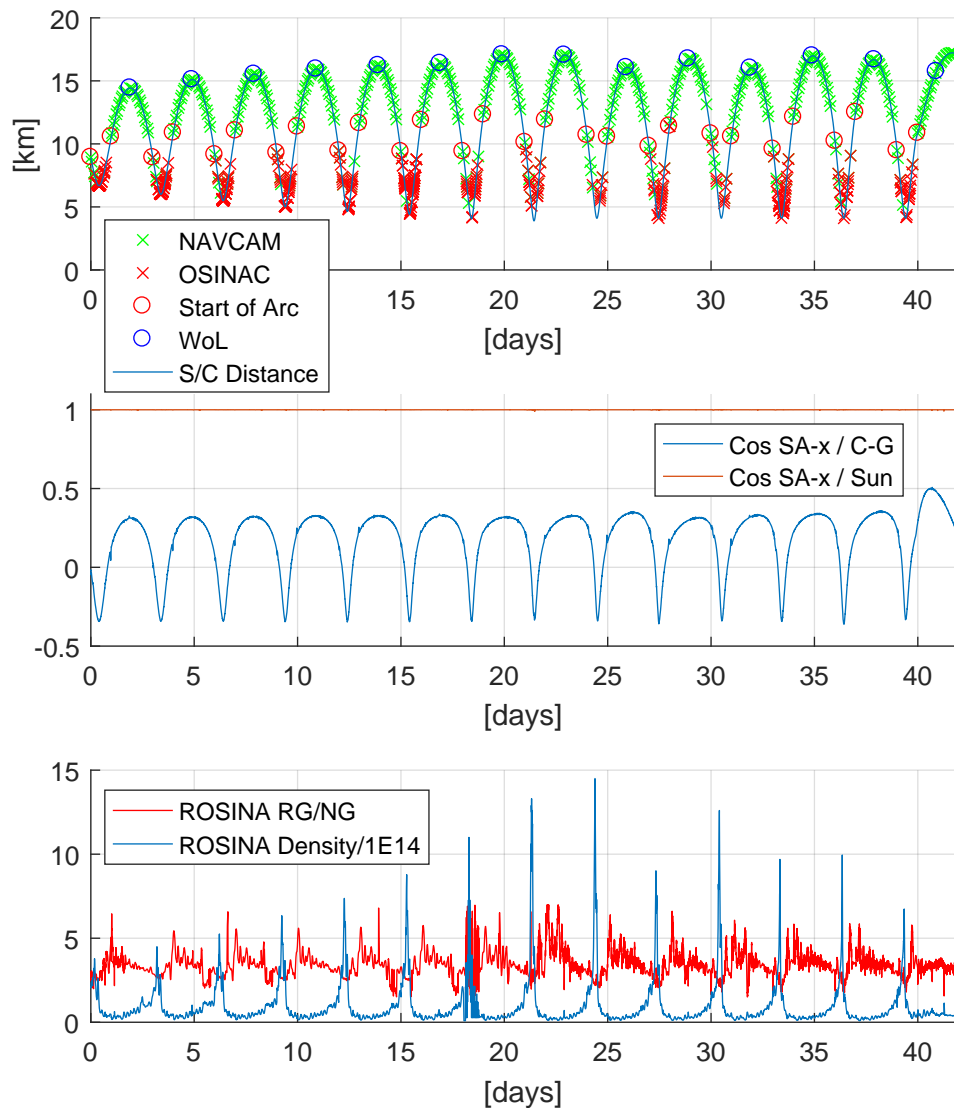 20
15
10
5
0
[km]
NAVCAM
OSINAC
Start of Arc
WoL
S/C Distance
0 15 20 25 30 35 40
[days]
1
0.5
0
-0.5
Cos SA-x / C-G
Cos SA-x / Sun
0 5 10 15 20 25 30 35 40
[days]
15
10
5
0
ROSINA RG/NG
ROSINA Density/1E14
0 5 10 15 20 25 30 35 40
[days]